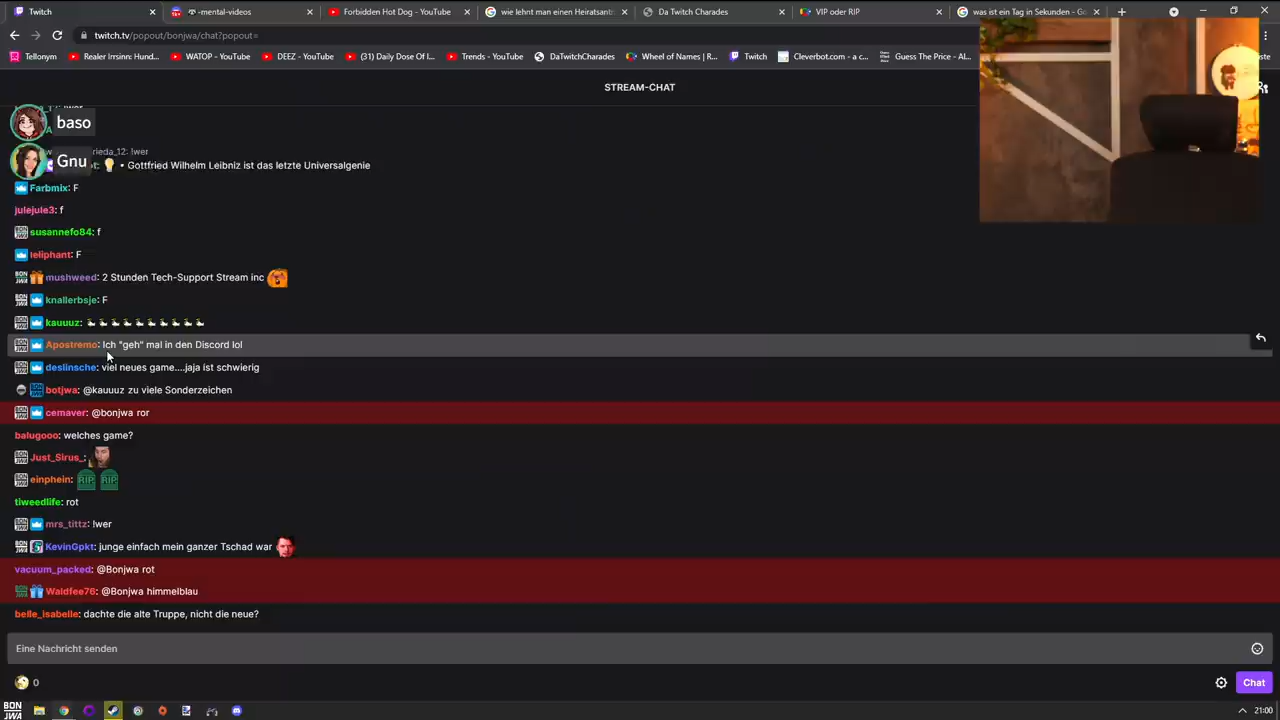 Twitch
-mental-videos
Forbidden Hot Dog - YouTube
wie lehnt man einen Heiratsant
Da Twitch Charades
VIP oder RIP
was ist ein Tag in Sekunden - Go
twitch.tv/popout/bonjwa/chat?popout=
Tellonym
Realer Irrsinn: Hund...
WATOP - YouTube
DEEZ - YouTube
(31) Daily Dose Of I...
Trends - YouTube
DaTwitchCharades
Wheel of Names | R...
Twitch
Cleverbot.com - a c...
Guess The Price - Al...
STREAM-CHAT
baso
rieda_12: !wer
Gnu
• Gottfried Wilhelm Leibniz ist das letzte Universalgenie
Farbmix: F
julejule3: f
susannefo84: f
leliphant: F
mushweed: 2 Stunden Tech-Support Stream inc
knallerbsje: F
kauuuz:
Apostremo: Ich "geh" mal in den Discord lol
deslinsche: viel neues game....jaja ist schwierig
botjwa: @kauuuz zu viele Sonderzeichen
cemaver: @bonjwa ror
balugooo: welches game?
Just_Sirus_:
einphein: RIP RIP
tiweedlife: rot
mrs_tittz: !wer
KevinGpkt: junge einfach mein ganzer Tschad war
vacuum_packed: @Bonjwa rot
Waldfee76: @Bonjwa himmelblau
belle_isabelle: dachte die alte Truppe, nicht die neue?
Eine Nachricht senden
0
Chat
BONJWA
21:00